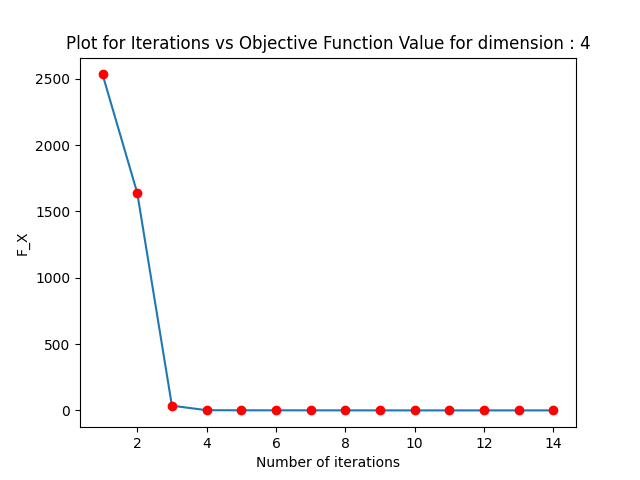 Plot for Iterations vs Objective Function Value for dimension : 4
2500
2000
1500
1000
500
0
F_X
2 4 6 8 10 12 14
Number of iterations